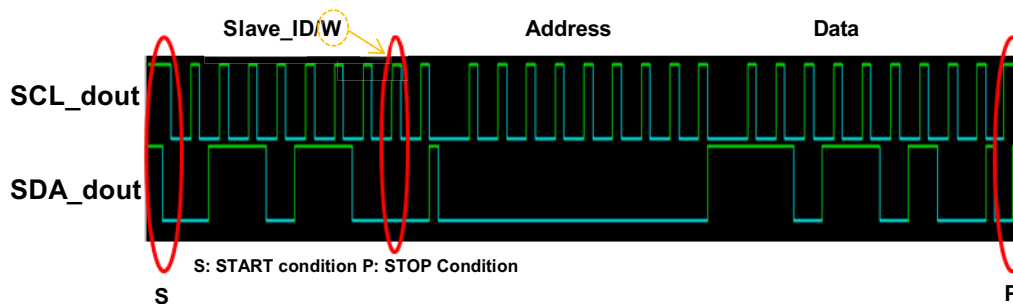 Slave_ID/W Address Data
SCL_dout
SDA_dout
S: START condition P: STOP Condition
S P